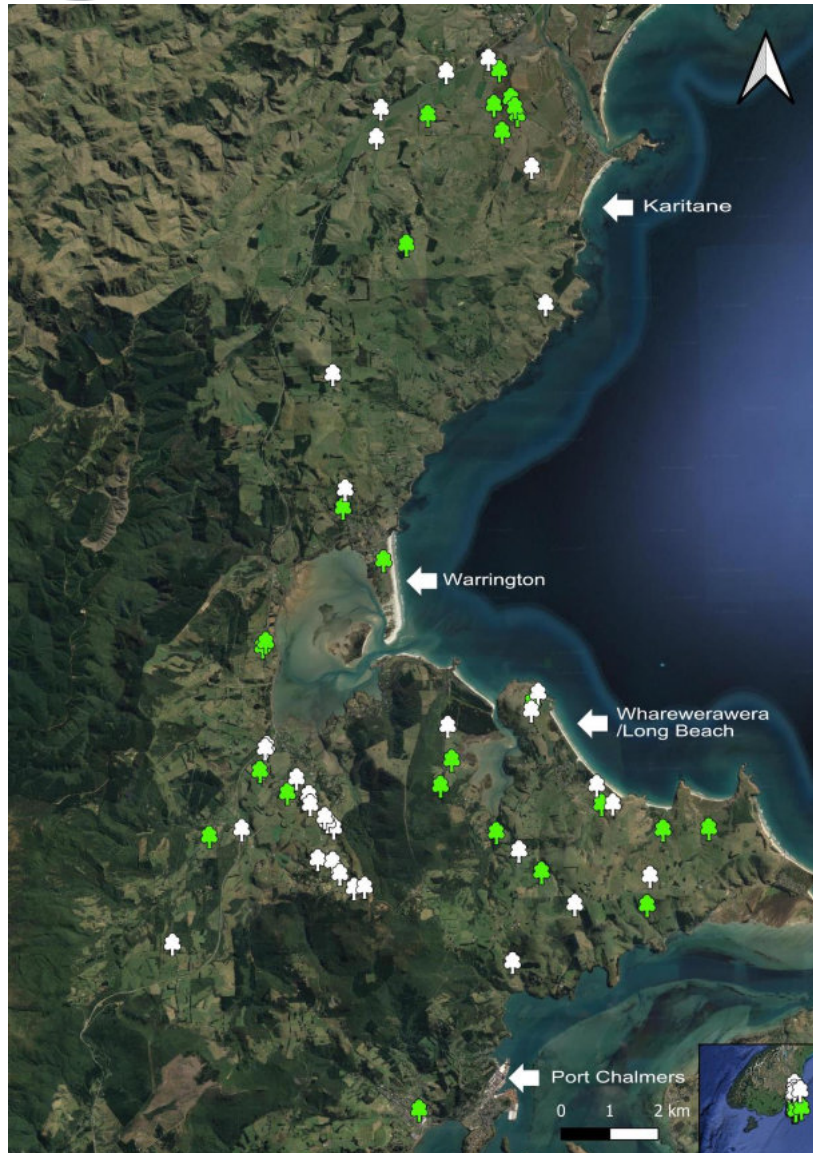 Karitane
Warrington
Wharewerawera
/Long Beach
Port Chalmers
0 1 2 km